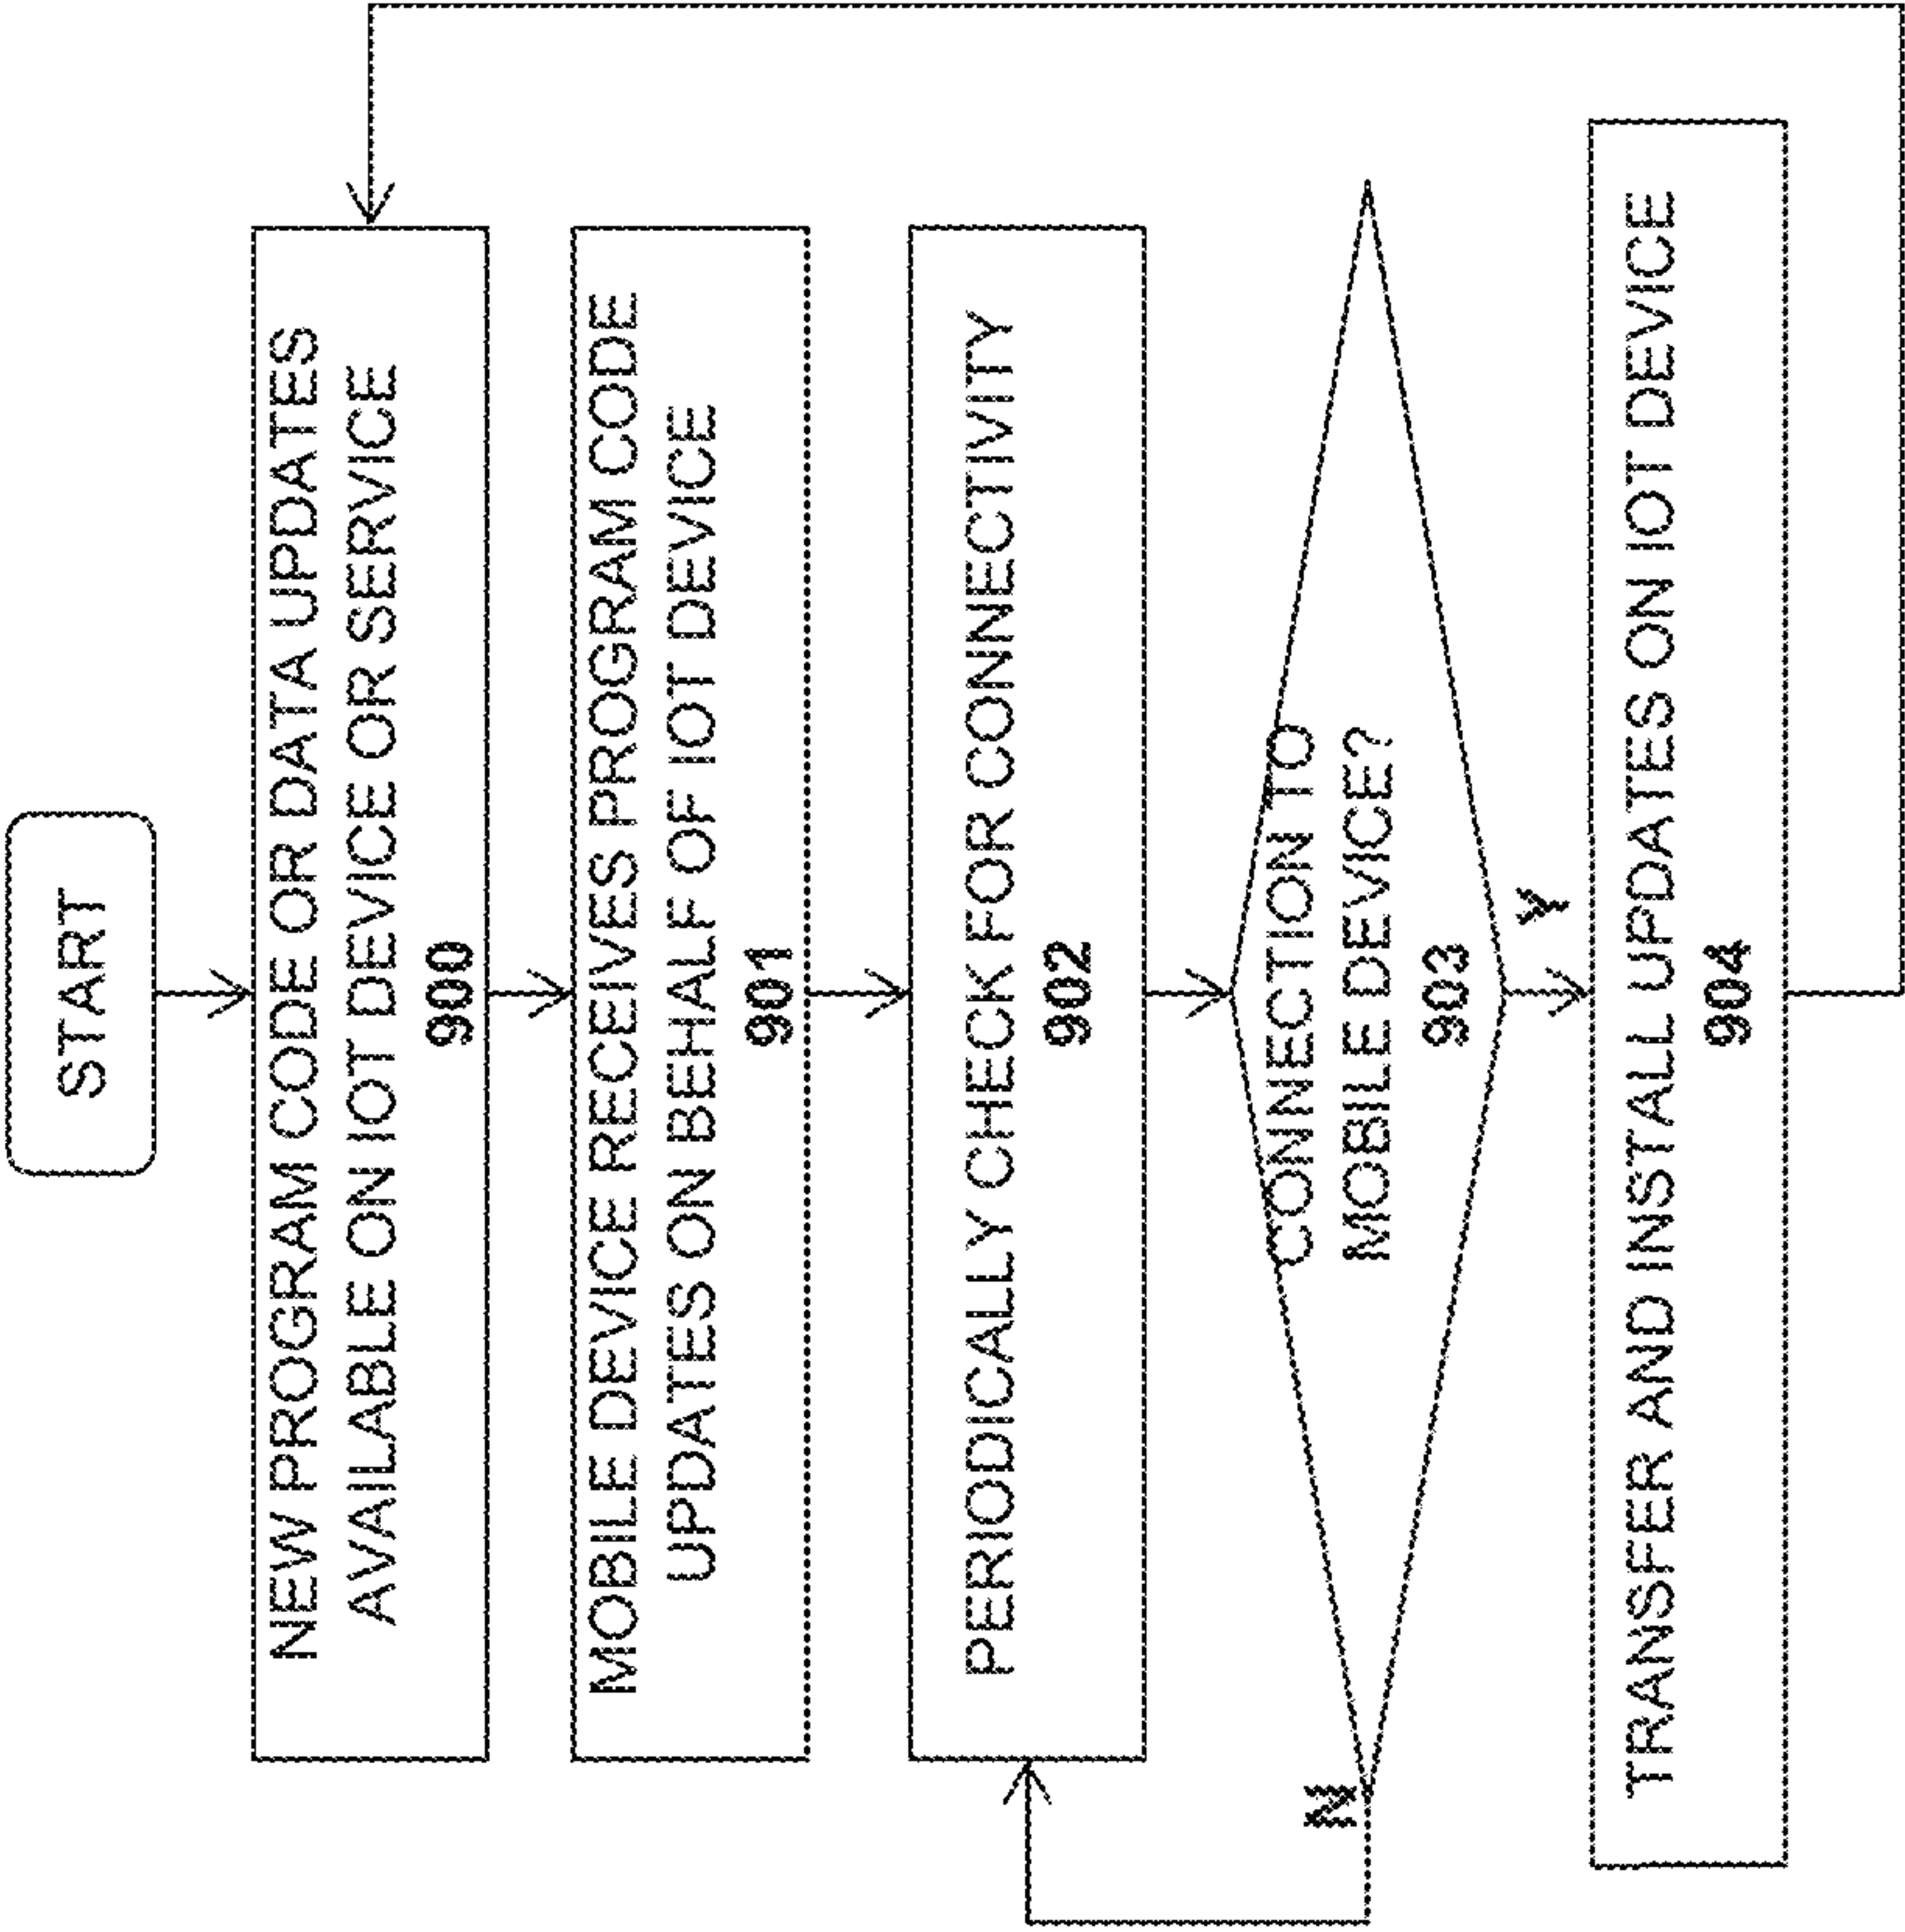 START
NEW PROGRAM CODE OR DATA UPDATES
AVAILABLE ON IOT DEVICE OR SERVICE
900
MOBILE DEVICE RECEIVES PROGRAM CODE
UPDATES ON BEHALF OF IOT DEVICE
901
PERIODICALLY CHECK FOR CONNECTIVITY
902
CONNECTION TO
MOBILE DEVICE?
903
N
Y
TRANSFER AND INSTALL UPDATES ON IOT DEVICE
904